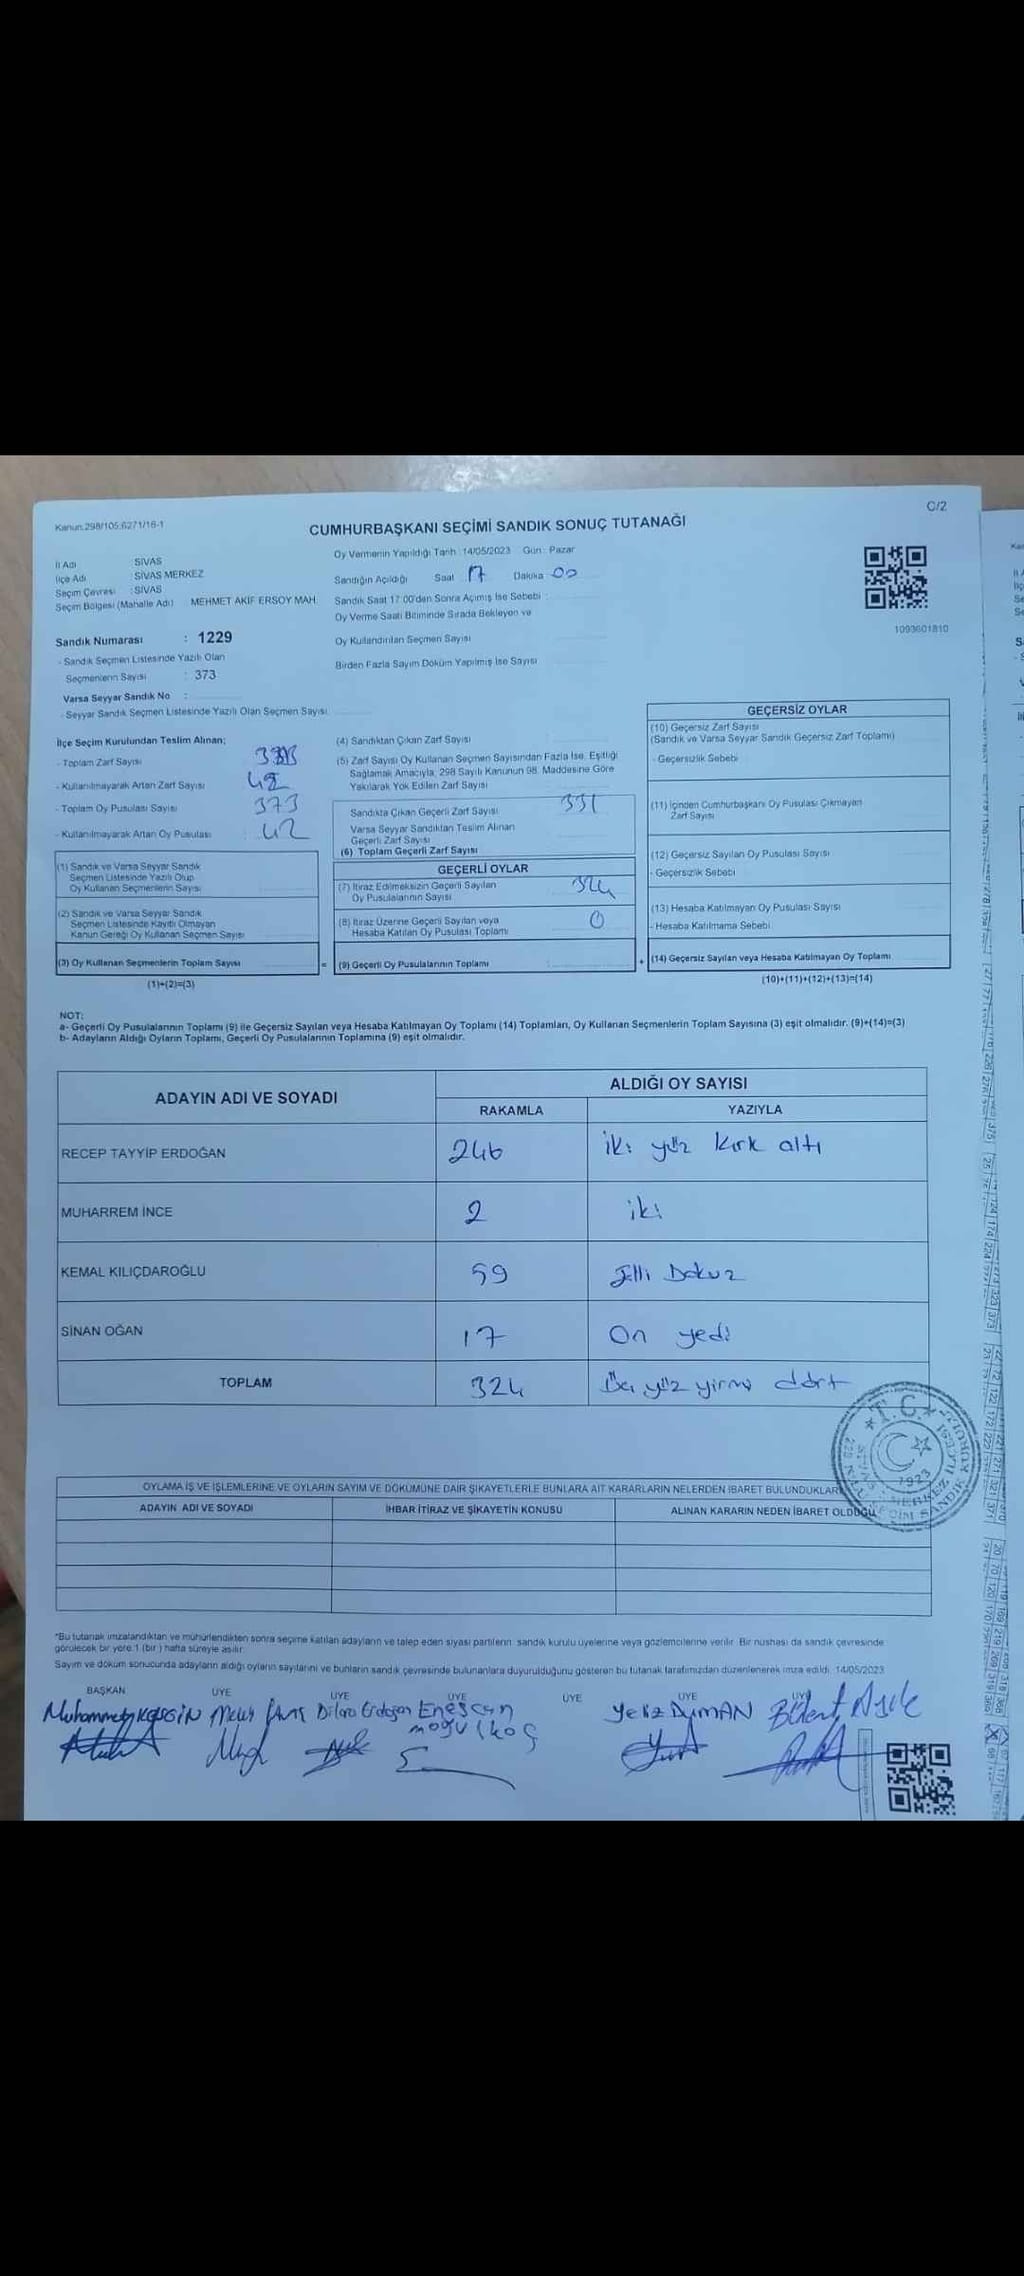 C/2
Kanun.298/105.6271/16-1
CUMHURBAŞKANI SEÇİMİ SANDIK SONUÇ TUTANAĞI
İl Adı SİVAS
İlçe Adı SİVAS MERKEZ
Seçim Çevresi : SİVAS
Seçim Bölgesi (Mahalle Adı) MEHMET AKİF ERSOY MAH.
Sandık Numarası : 1229
- Sandık Seçmen Listesinde Yazılı Olan
Seçmenlerin Sayısı : 373
Varsa Seyyar Sandık No :
- Seyyar Sandık Seçmen Listesinde Yazılı Olan Seçmen Sayısı
Oy Vermenin Yapıldığı Tarih : 14/05/2023 Gün : Pazar
Sandığın Açıldığı Saat 17 Dakika 00
Sandık Saat 17:00'den Sonra Açımış İse Sebebi :
Oy Verme Saati Bitiminde Sırada Bekleyen ve
Oy Kullandırılan Seçmen Sayısı
Birden Fazla Sayım Döküm Yapılmış İse Sayısı
1093601810
İlçe Seçim Kurulundan Teslim Alınan;
- Toplam Zarf Sayısı
- Kullanılmayarak Artan Zarf Sayısı 42
- Toplam Oy Pusulası Sayısı 373
- Kullanılmayarak Artan Oy Pusulası : 42
(1) Sandık ve Varsa Seyyar Sandık
Seçmen Listesinde Yazılı Olup
Oy Kullanan Seçmenlerin Sayısı
(2) Sandık ve Varsa Seyyar Sandık
Seçmen Listesinde Kayıtlı Olmayan
Kanun Gereği Oy Kullanan Seçmen Sayısı
(3) Oy Kullanan Seçmenlerin Toplam Sayısı =
(1)+(2)=(3)
(4) Sandıktan Çıkan Zarf Sayısı
(5) Zarf Sayısı Oy Kullanan Seçmen Sayısından Fazla İse, Eşitliği
Sağlamak Amacıyla, 298 Sayılı Kanunun 98. Maddesine Göre
Yakılarak Yok Edilen Zarf Sayısı
Sandıkta Çıkan Geçerli Zarf Sayısı 331
Varsa Seyyar Sandıktan Teslim Alınan
Geçerli Zarf Sayısı
(6) Toplam Geçerli Zarf Sayısı
GEÇERLİ OYLAR
(7) İtiraz Edilmeksizin Geçerli Sayılan 324
Oy Pusulalarının Sayısı
(8) İtiraz Üzerine Geçerli Sayılan veya 0
Hesaba Katılan Oy Pusulası Toplamı
(9) Geçerli Oy Pusulalarının Toplamı +
GEÇERSİZ OYLAR
(10) Geçersiz Zarf Sayısı
(Sandık ve Varsa Seyyar Sandık Geçersiz Zarf Toplamı)
- Geçersizlik Sebebi
(11) İçinden Cumhurbaşkanı Oy Pusulası Çıkmayan
Zarf Sayısı
(12) Geçersiz Sayılan Oy Pusulası Sayısı
- Geçersizlik Sebebi
(13) Hesaba Katılmayan Oy Pusulası Sayısı
- Hesaba Katılmama Sebebi
(14) Geçersiz Sayılan veya Hesaba Katılmayan Oy Toplamı
(10)+(11)+(12)+(13)=(14)
NOT:
a- Geçerli Oy Pusulalarının Toplamı (9) ile Geçersiz Sayılan veya Hesaba Katılmayan Oy Toplamı (14) Toplamları, Oy Kullanan Seçmenlerin Toplam Sayısına (3) eşit olmalıdır. (9)+(14)=(3)
b- Adayların Aldığı Oyların Toplamı, Geçerli Oy Pusulalarının Toplamına (9) eşit olmalıdır.
ADAYIN ADI VE SOYADI ALDIĞI OY SAYISI
RAKAMLA YAZIYLA
RECEP TAYYİP ERDOĞAN 246 iki yüz kırk altı
MUHARREM İNCE 2 iki
KEMAL KILIÇDAROĞLU 59 Elli Dokuz
SİNAN OĞAN 17 On yedi
TOPLAM 324 Üç yüz yirmi dört
T.C.
1923
OYLAMA İŞ VE İŞLEMLERİNE VE OYLARIN SAYIM VE DÖKÜMÜNE DAİR ŞİKAYETLERLE BUNLARA AİT KARARLARIN NELERDEN İBARET BULUNDUKLARI
ADAYIN ADI VE SOYADI İHBAR İTİRAZ VE ŞİKAYETİN KONUSU ALINAN KARARIN NEDEN İBARET OLDUĞU
*Bu tutanak imzalandıktan ve mühürlendikten sonra seçime katılan adayların ve talep eden siyasi partilerin sandık kurulu üyelerine veya gözlemcilerine verilir. Bir nushası da sandık çevresinde
görülecek bir yere 1 (bir ) hafta süreyle asılır.
Sayım ve döküm sonucunda adayların aldığı oyların sayılarını ve bunların sandık çevresinde bulunanlara duyurulduğunu gösteren bu tutanak tarafımızdan düzenlenerek imza edildi. 14/05/2023
BAŞKAN ÜYE ÜYE ÜYE ÜYE ÜYE ÜYE
Dilara Erdoğan Yeliz DUMAN Bülent